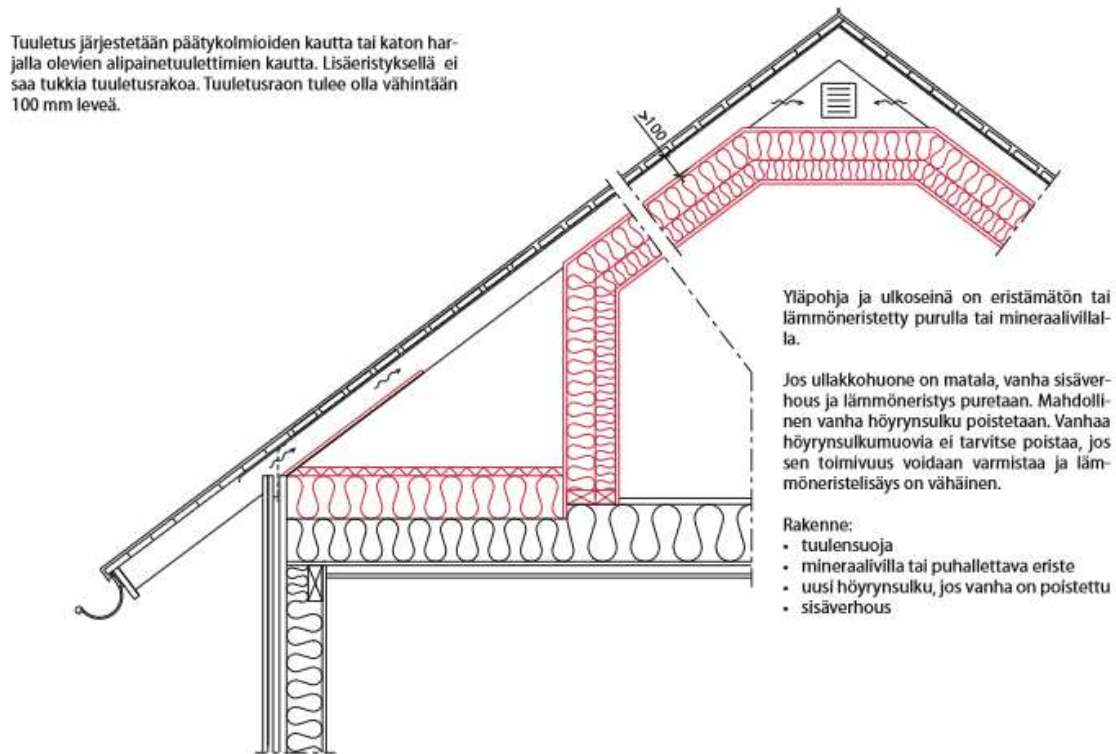 Tuuletus järjestetään päätykolmioiden kautta tai katon har-
jalla olevien alipainetuulettimien kautta. Lisäeristyksellä ei
saa tukkia tuuletusrakoa. Tuuletusraon tulee olla vähintään
100 mm leveä.
>100
Yläpohja ja ulkoseinä on eristämätön tai
lämmöneristetty purulla tai mineraalivillal-
la.
Jos ullakkohuone on matala, vanha sisäver-
hous ja lämmöneristys puretaan. Mahdolli-
nen vanha höyrynsulku poistetaan. Vanhaa
höyrynsulkumuovia ei tarvitse poistaa, jos
sen toimivuus voidaan varmistaa ja läm-
möneristelisäys on vähäinen.
Rakenne:
• tuulensuoja
• mineraalivilla tai puhallettava eriste
• uusi höyrynsulku, jos vanha on poistettu
• sisäverhous